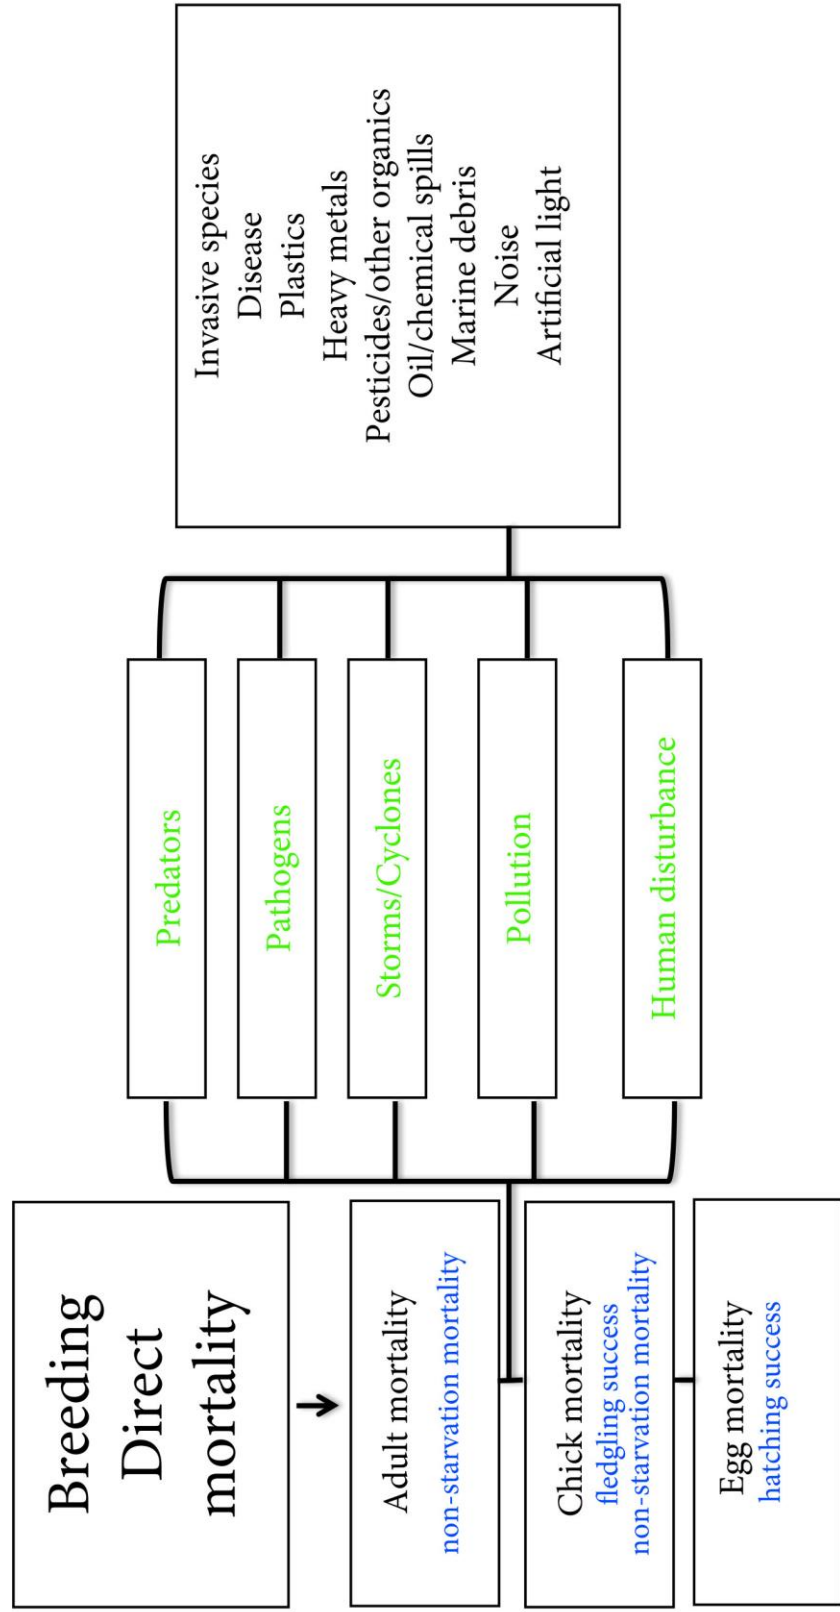 Breeding
Direct
mortality
Adult mortality
non-starvation mortality
Chick mortality
fledgling success
non-starvation mortality
Egg mortality
hatching success
Predators
Pathogens
Storms/Cyclones
Pollution
Human disturbance
Invasive species
Disease
Plastics
Heavy metals
Pesticides/other organics
Oil/chemical spills
Marine debris
Noise
Artificial light